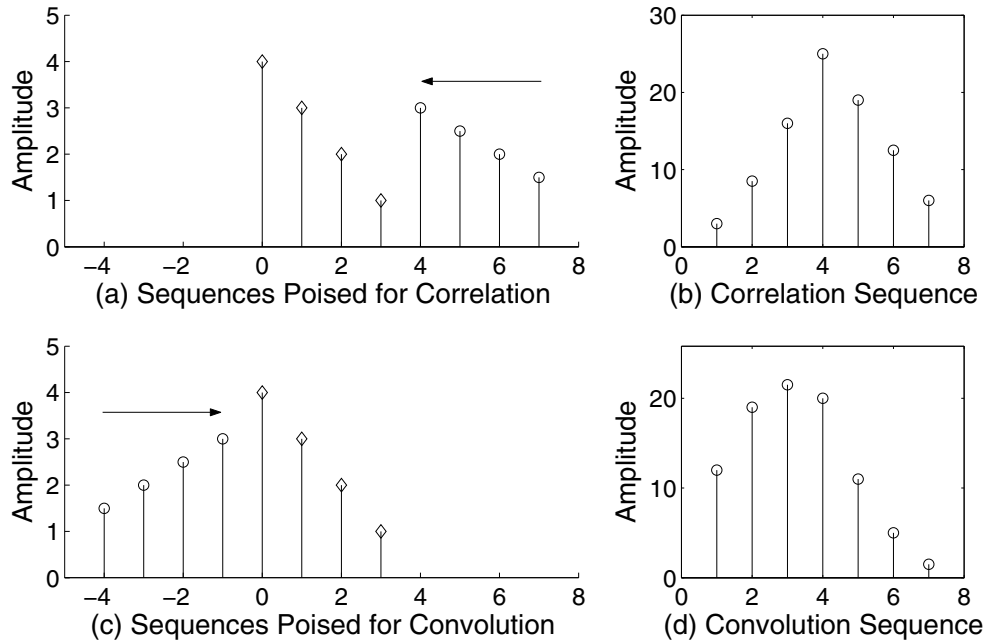 5
4
3
2
1
0
Amplitude
−4 −2 0 2 4 6 8
(a) Sequences Poised for Correlation
30
20
10
0
Amplitude
0 2 4 6 8
(b) Correlation Sequence
5
4
3
2
1
0
Amplitude
−4 −2 0 2 4 6 8
(c) Sequences Poised for Convolution
20
10
0
Amplitude
0 2 4 6 8
(d) Convolution Sequence